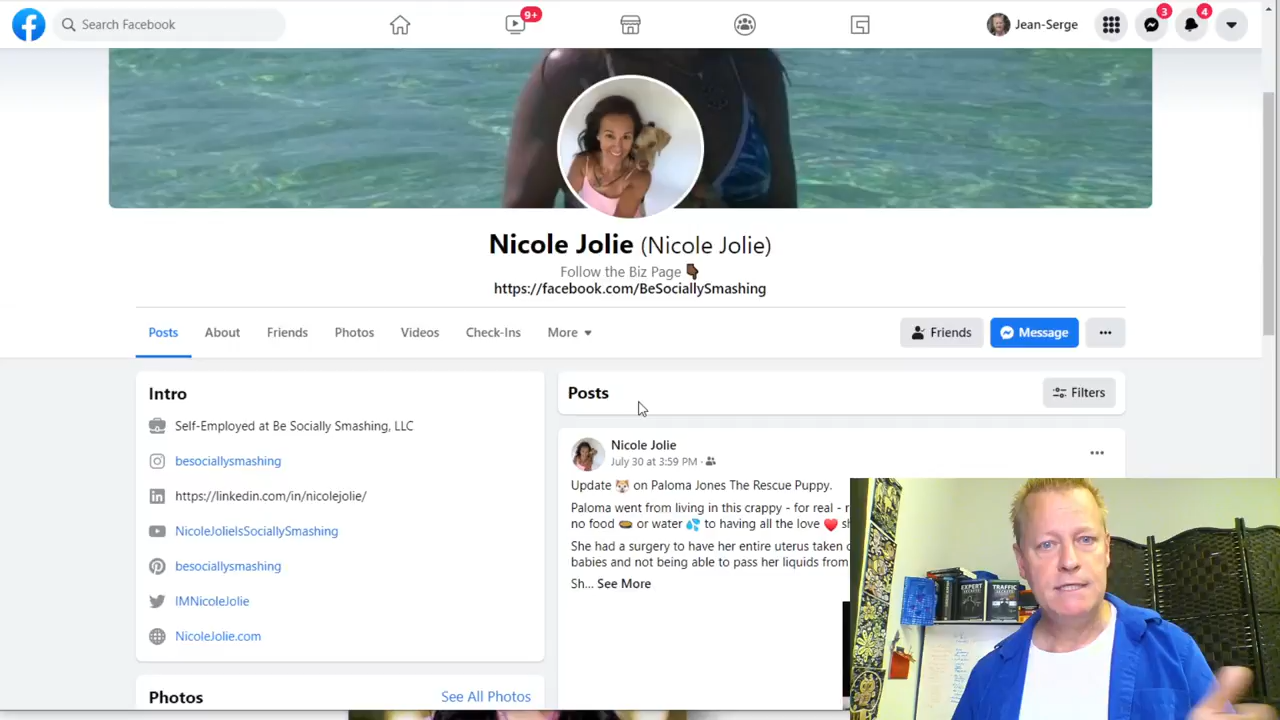 Search Facebook
9+
Jean-Serge
3
4
Nicole Jolie (Nicole Jolie)
Follow the Biz Page 👇🏿
https://facebook.com/BeSociallySmashing
Posts
About
Friends
Photos
Videos
Check-Ins
More
Friends
Message
Intro
Self-Employed at Be Socially Smashing, LLC
besociallysmashing
https://linkedin.com/in/nicolejolie/
NicoleJolieIsSociallySmashing
besociallysmashing
IMNicoleJolie
NicoleJolie.com
Photos
See All Photos
Posts
Filters
Nicole Jolie
July 30 at 3:59 PM ·
Update 🐹 on Paloma Jones The Rescue Puppy.
Paloma went from living in this crappy - for real -
no food 🍲 or water 💦 to having all the love ❤️
She had a surgery to have her entire uterus taken
babies and not being able to pass her liquids from
Sh... See More
EXPERT
SECRETS
TRAFFIC
SECRETS